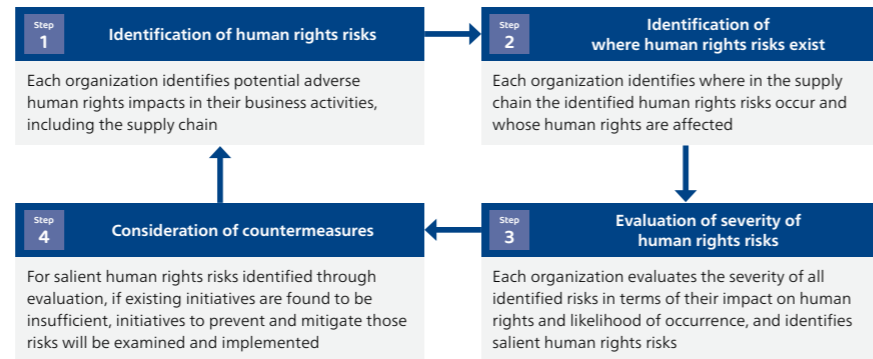 Step
1
Identification of human rights risks
Each organization identifies potential adverse
human rights impacts in their business activities,
including the supply chain
Step
2
Identification of
where human rights risks exist
Each organization identifies where in the supply
chain the identified human rights risks occur and
whose human rights are affected
Step
3
Evaluation of severity of
human rights risks
Each organization evaluates the severity of all
identified risks in terms of their impact on human
rights and likelihood of occurrence, and identifies
salient human rights risks
Step
4
Consideration of countermeasures
For salient human rights risks identified through
evaluation, if existing initiatives are found to be
insufficient, initiatives to prevent and mitigate those
risks will be examined and implemented